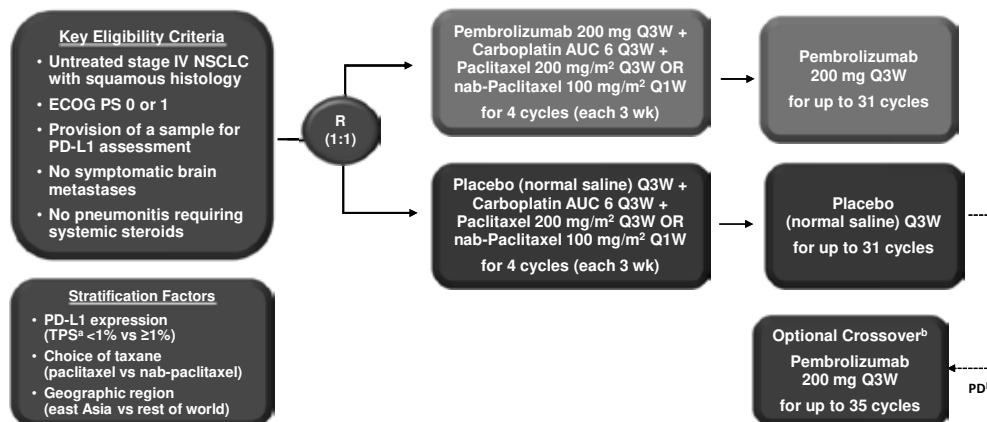 Key Eligibility Criteria
• Untreated stage IV NSCLC
with squamous histology
• ECOG PS 0 or 1
• Provision of a sample for
PD-L1 assessment
• No symptomatic brain
metastases
• No pneumonitis requiring
systemic steroids
Stratification Factors
• PD-L1 expression
(TPSᵃ <1% vs ≥1%)
• Choice of taxane
(paclitaxel vs nab-paclitaxel)
• Geographic region
(east Asia vs rest of world)
R
(1:1)
Pembrolizumab 200 mg Q3W +
Carboplatin AUC 6 Q3W +
Paclitaxel 200 mg/m² Q3W OR
nab-Paclitaxel 100 mg/m² Q1W
for 4 cycles (each 3 wk)
Pembrolizumab
200 mg Q3W
for up to 31 cycles
Placebo (normal saline) Q3W +
Carboplatin AUC 6 Q3W +
Paclitaxel 200 mg/m² Q3W OR
nab-Paclitaxel 100 mg/m² Q1W
for 4 cycles (each 3 wk)
Placebo
(normal saline) Q3W
for up to 31 cycles
Optional Crossoverᵇ
Pembrolizumab
200 mg Q3W
for up to 35 cycles
PD